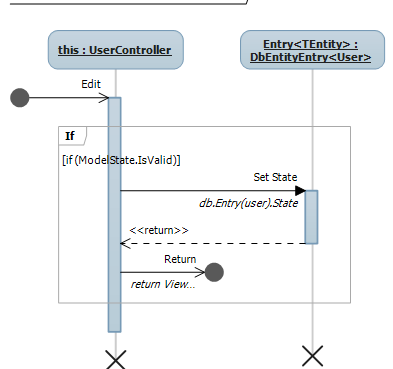 this : UserController
Entry<TEntity> :
DbEntityEntry<User>
Edit
If
[if (ModelState.IsValid)]
Set State
db.Entry(user).State
<<return>>
Return
return View...